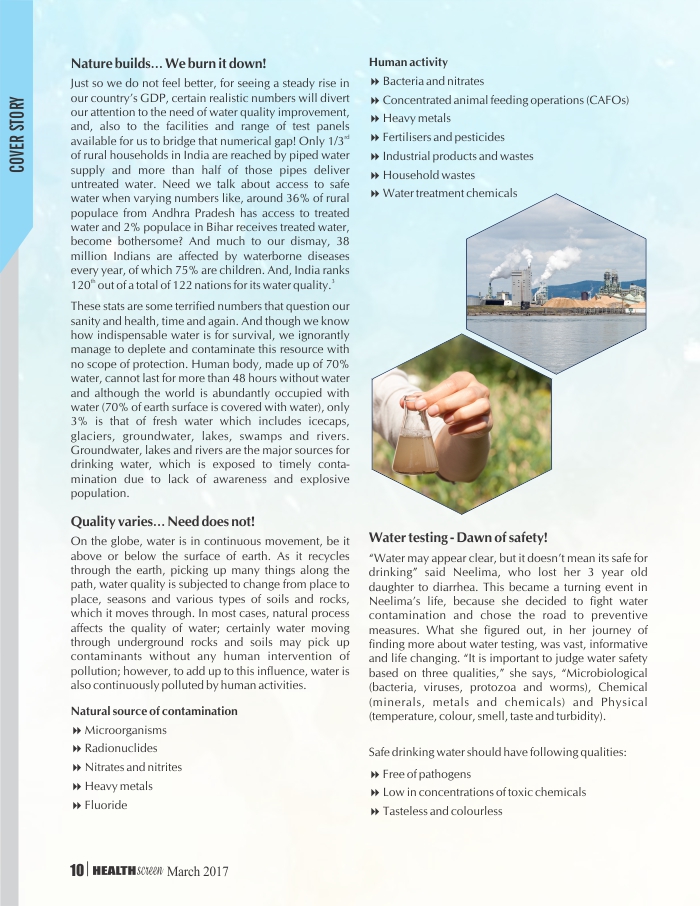 COVER STORY
Nature builds... We burn it down!
Just so we do not feel better, for seeing a steady rise in
our country's GDP, certain realistic numbers will divert
our attention to the need of water quality improvement,
and, also to the facilities and range of test panels
available for us to bridge that numerical gap! Only 1/3rd
of rural households in India are reached by piped water
supply and more than half of those pipes deliver
untreated water. Need we talk about access to safe
water when varying numbers like, around 36% of rural
populace from Andhra Pradesh has access to treated
water and 2% populace in Bihar receives treated water,
become bothersome? And much to our dismay, 38
million Indians are affected by waterborne diseases
every year, of which 75% are children. And, India ranks
120th out of a total of 122 nations for its water quality.3
These stats are some terrified numbers that question our
sanity and health, time and again. And though we know
how indispensable water is for survival, we ignorantly
manage to deplete and contaminate this resource with
no scope of protection. Human body, made up of 70%
water, cannot last for more than 48 hours without water
and although the world is abundantly occupied with
water (70% of earth surface is covered with water), only
3% is that of fresh water which includes icecaps,
glaciers, groundwater, lakes, swamps and rivers.
Groundwater, lakes and rivers are the major sources for
drinking water, which is exposed to timely conta-
mination due to lack of awareness and explosive
population.
Quality varies... Need does not!
On the globe, water is in continuous movement, be it
above or below the surface of earth. As it recycles
through the earth, picking up many things along the
path, water quality is subjected to change from place to
place, seasons and various types of soils and rocks,
which it moves through. In most cases, natural process
affects the quality of water; certainly water moving
through underground rocks and soils may pick up
contaminants without any human intervention of
pollution; however, to add up to this influence, water is
also continuously polluted by human activities.
Natural source of contamination
Microorganisms
Radionuclides
Nitrates and nitrites
Heavy metals
Fluoride
Human activity
Bacteria and nitrates
Concentrated animal feeding operations (CAFOs)
Heavy metals
Fertilisers and pesticides
Industrial products and wastes
Household wastes
Water treatment chemicals
Water testing - Dawn of safety!
"Water may appear clear, but it doesn't mean its safe for
drinking" said Neelima, who lost her 3 year old
daughter to diarrhea. This became a turning event in
Neelima's life, because she decided to fight water
contamination and chose the road to preventive
measures. What she figured out, in her journey of
finding more about water testing, was vast, informative
and life changing. "It is important to judge water safety
based on three qualities," she says, "Microbiological
(bacteria, viruses, protozoa and worms), Chemical
(minerals, metals and chemicals) and Physical
(temperature, colour, smell, taste and turbidity).
Safe drinking water should have following qualities:
Free of pathogens
Low in concentrations of toxic chemicals
Tasteless and colourless
10 | HEALTHscreen March 2017